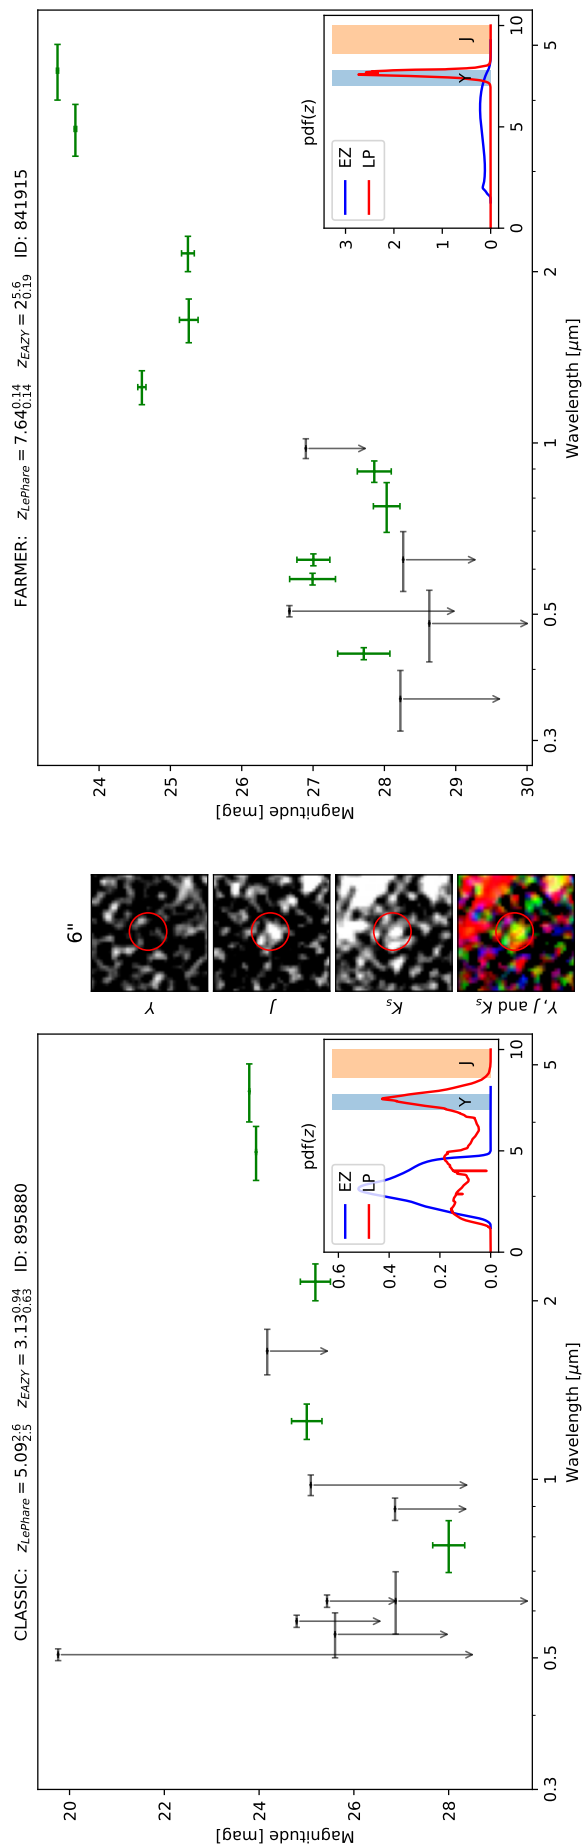 CLASSIC: z_LePhare = 5.09^2.6_2.5 z_EAZY = 3.13^0.94_0.63 ID: 895880
20
22
24
26
28
Magnitude [mag]
0.3
0.5
1
2
5
Wavelength [μm]
pdf(z)
EZ
LP
Y
J
0.6
0.4
0.2
0.0
0
5
10
6"
Y
J
K_s
Y, J and K_s
FARMER: z_LePhare = 7.64^0.14_0.14 z_EAZY = 2^5.6_0.19 ID: 841915
24
25
26
27
28
29
30
Magnitude [mag]
0.3
0.5
1
2
5
Wavelength [μm]
pdf(z)
EZ
LP
Y
J
3
2
1
0
0
5
10